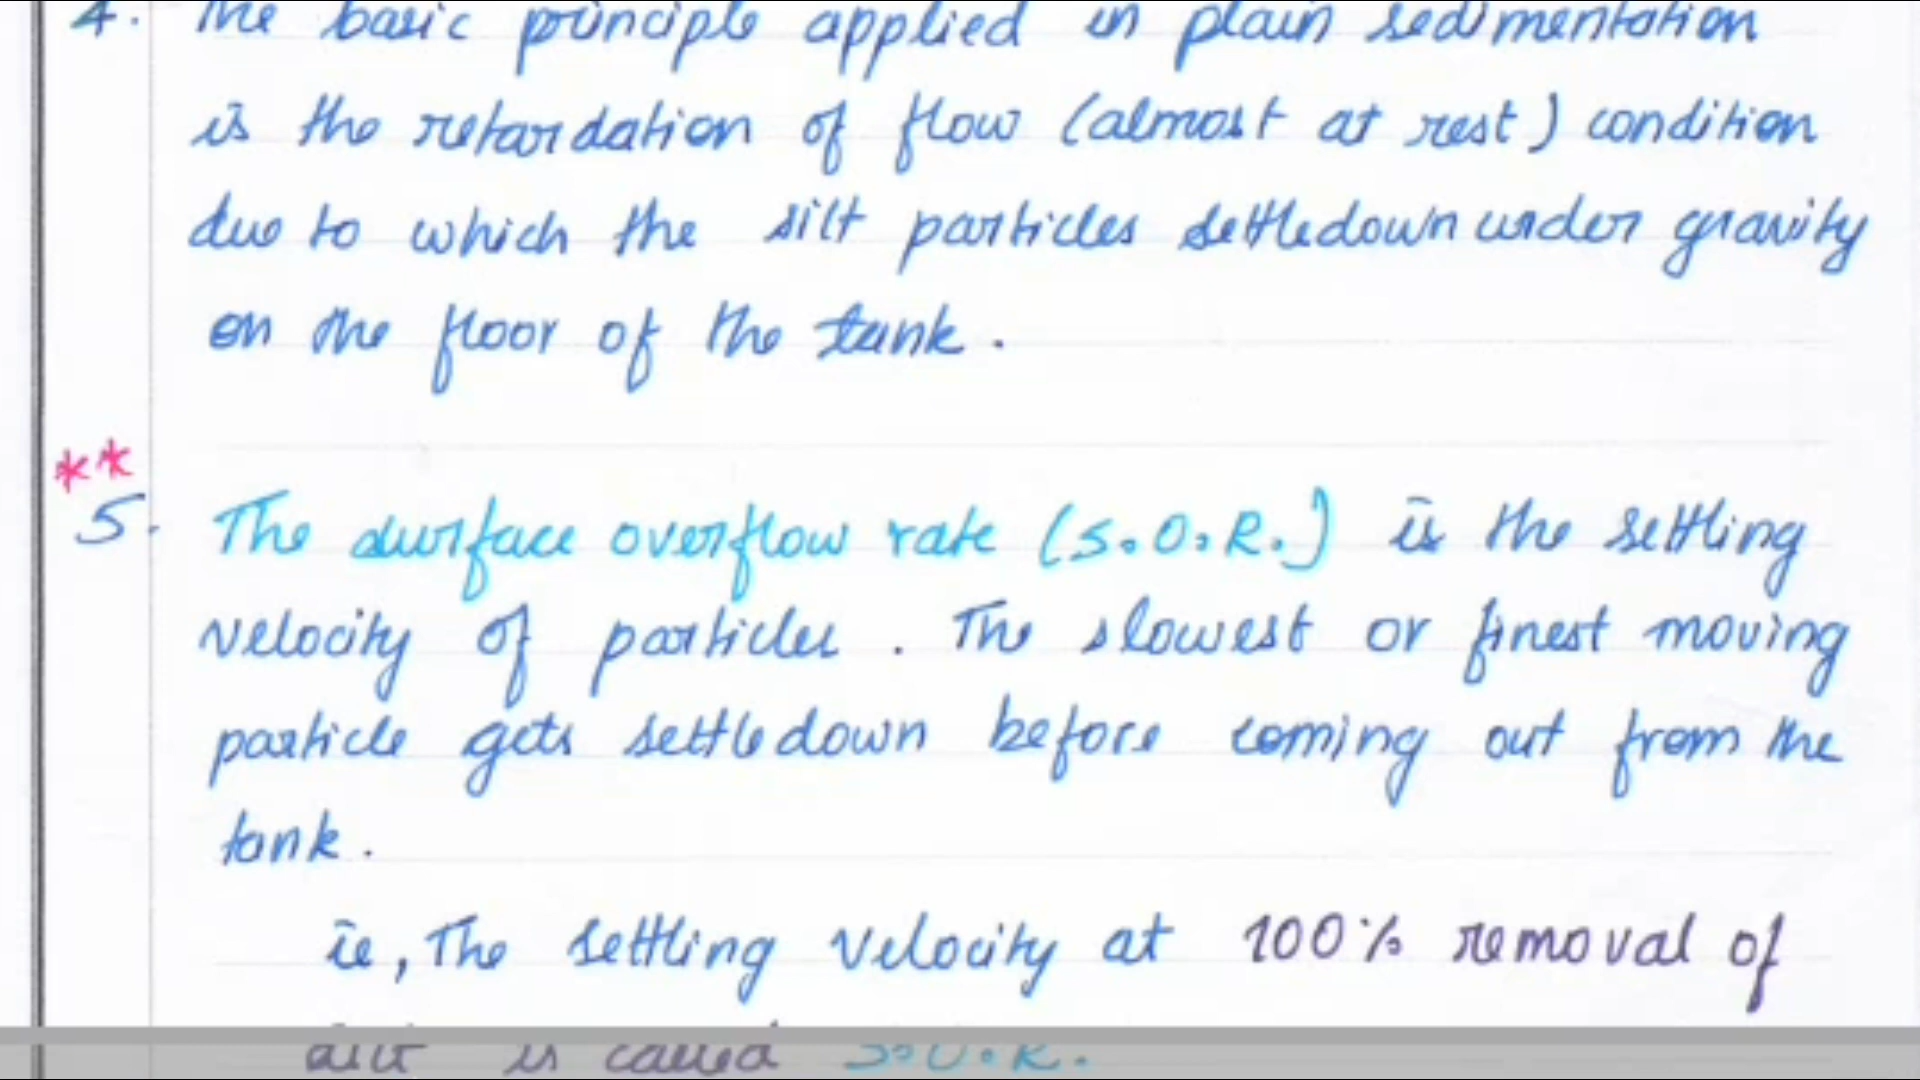 4. The basic principle applied in plain sedimentation
is the retardation of flow (almost at rest) condition
due to which the silt particles settledown under gravity
on the floor of the tank.
**
5. The surface overflow rate (S.O.R.) is the settling
velocity of particles. The slowest or finest moving
particle gets settledown before coming out from the
tank.
ie, The settling velocity at 100% removal of
silt is called S.O.R.